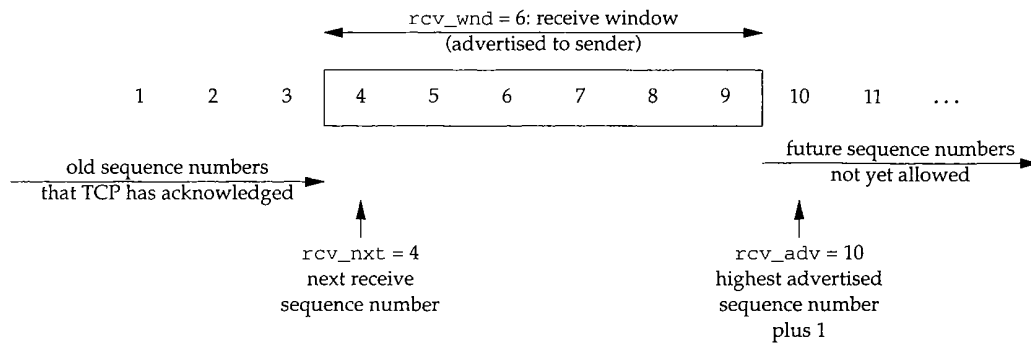 rcv_wnd = 6: receive window
(advertised to sender)
1 2 3 4 5 6 7 8 9 10 11 ...
old sequence numbers
that TCP has acknowledged
future sequence numbers
not yet allowed
rcv_nxt = 4
next receive
sequence number
rcv_adv = 10
highest advertised
sequence number
plus 1